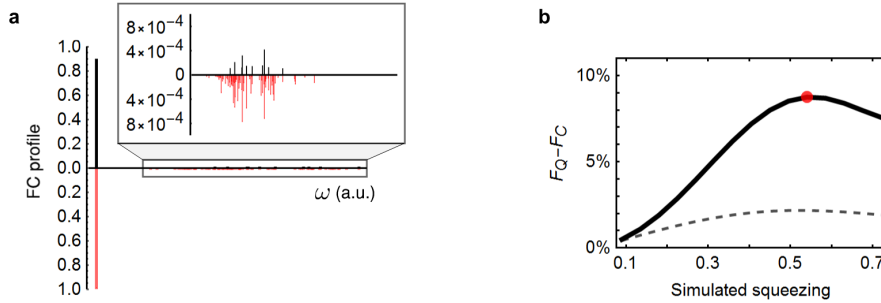 a
8×10⁻⁴
4×10⁻⁴
0
4×10⁻⁴
8×10⁻⁴
1.0
0.8
0.6
0.4
0.2
0.0
0.2
0.4
0.6
0.8
1.0
FC profile
ω (a.u.)
b
10%
5%
0%
F_Q−F_C
0.1 0.3 0.5 0.7
Simulated squeezing